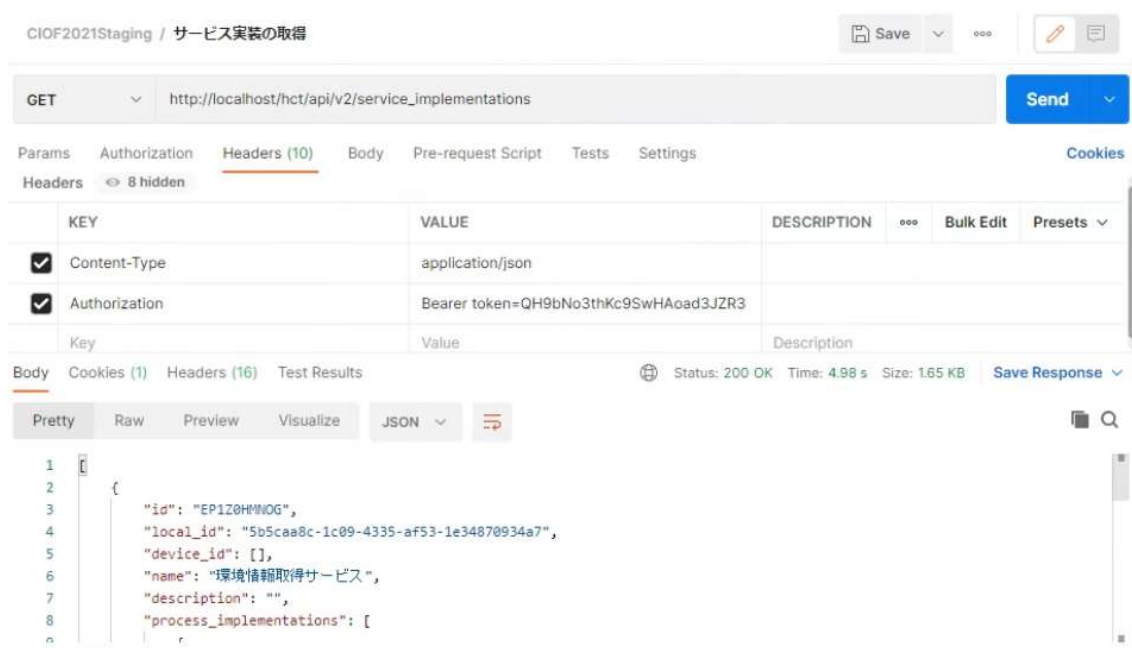 CIOF2021Staging / サービス実装の取得
Save
GET http://localhost/hct/api/v2/service_implementations Send
Params Authorization Headers (10) Body Pre-request Script Tests Settings Cookies
Headers 8 hidden
KEY VALUE DESCRIPTION Bulk Edit Presets
Content-Type application/json
Authorization Bearer token=QH9bNo3thKc9SwHAoad3JZR3
Key Value Description
Body Cookies (1) Headers (16) Test Results Status: 200 OK Time: 4.98 s Size: 1.65 KB Save Response
Pretty Raw Preview Visualize JSON
1 [
2 {
3 "id": "EP1Z0HMNOG",
4 "local_id": "5b5caa8c-1c09-4335-af53-1e34870934a7",
5 "device_id": [],
6 "name": "環境情報取得サービス",
7 "description": "",
8 "process_implementations": [